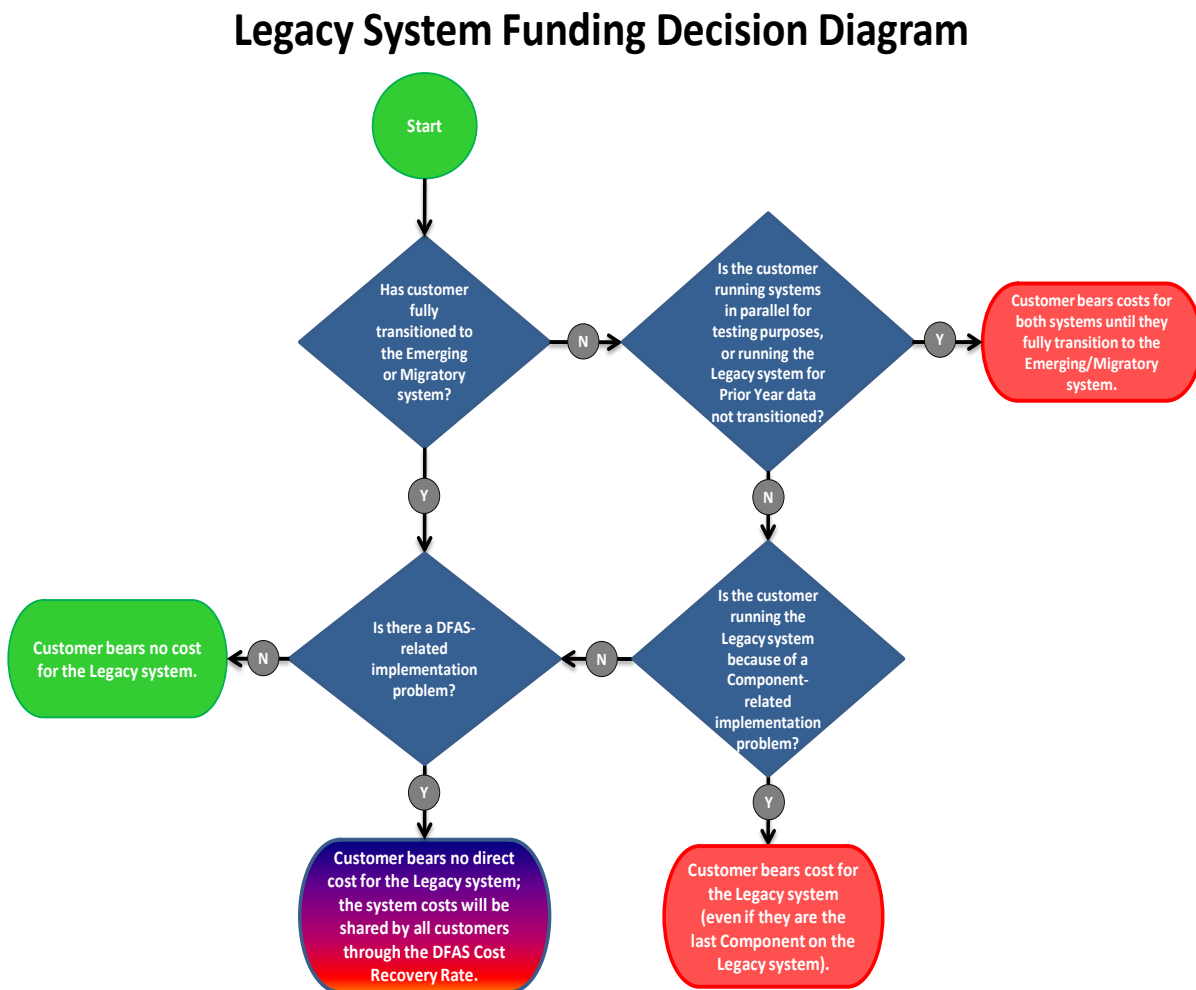 Legacy System Funding Decision Diagram
Start
Has customer
fully
transitioned to
the Emerging
or Migratory
system?
N
Is the customer
running systems
in parallel for
testing purposes,
or running the
Legacy system for
Prior Year data
not transitioned?
Y
Customer bears costs for
both systems until they
fully transition to the
Emerging/Migratory
system.
Y
N
Customer bears no cost
for the Legacy system.
N
Is there a DFAS-
related
implementation
problem?
N
Is the customer
running the
Legacy system
because of a
Component-
related
implementation
problem?
Y
Y
Customer bears no direct
cost for the Legacy system;
the system costs will be
shared by all customers
through the DFAS Cost
Recovery Rate.
Customer bears cost for
the Legacy system
(even if they are the
last Component on the
Legacy system).